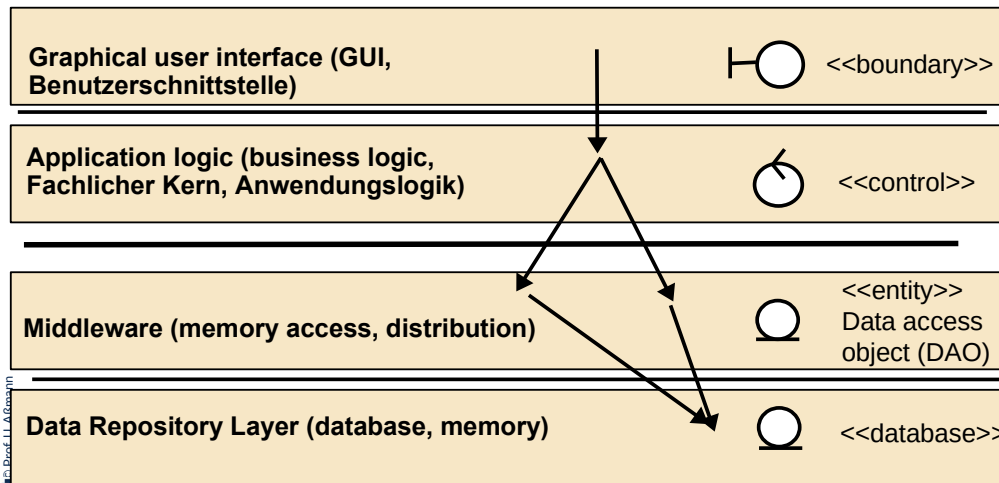 Graphical user interface (GUI,
Benutzerschnittstelle)
<<boundary>>
Application logic (business logic,
Fachlicher Kern, Anwendungslogik)
<<control>>
Middleware (memory access, distribution)
<<entity>>
Data access
object (DAO)
Data Repository Layer (database, memory)
<<database>>
© Prof. U. Aßmann